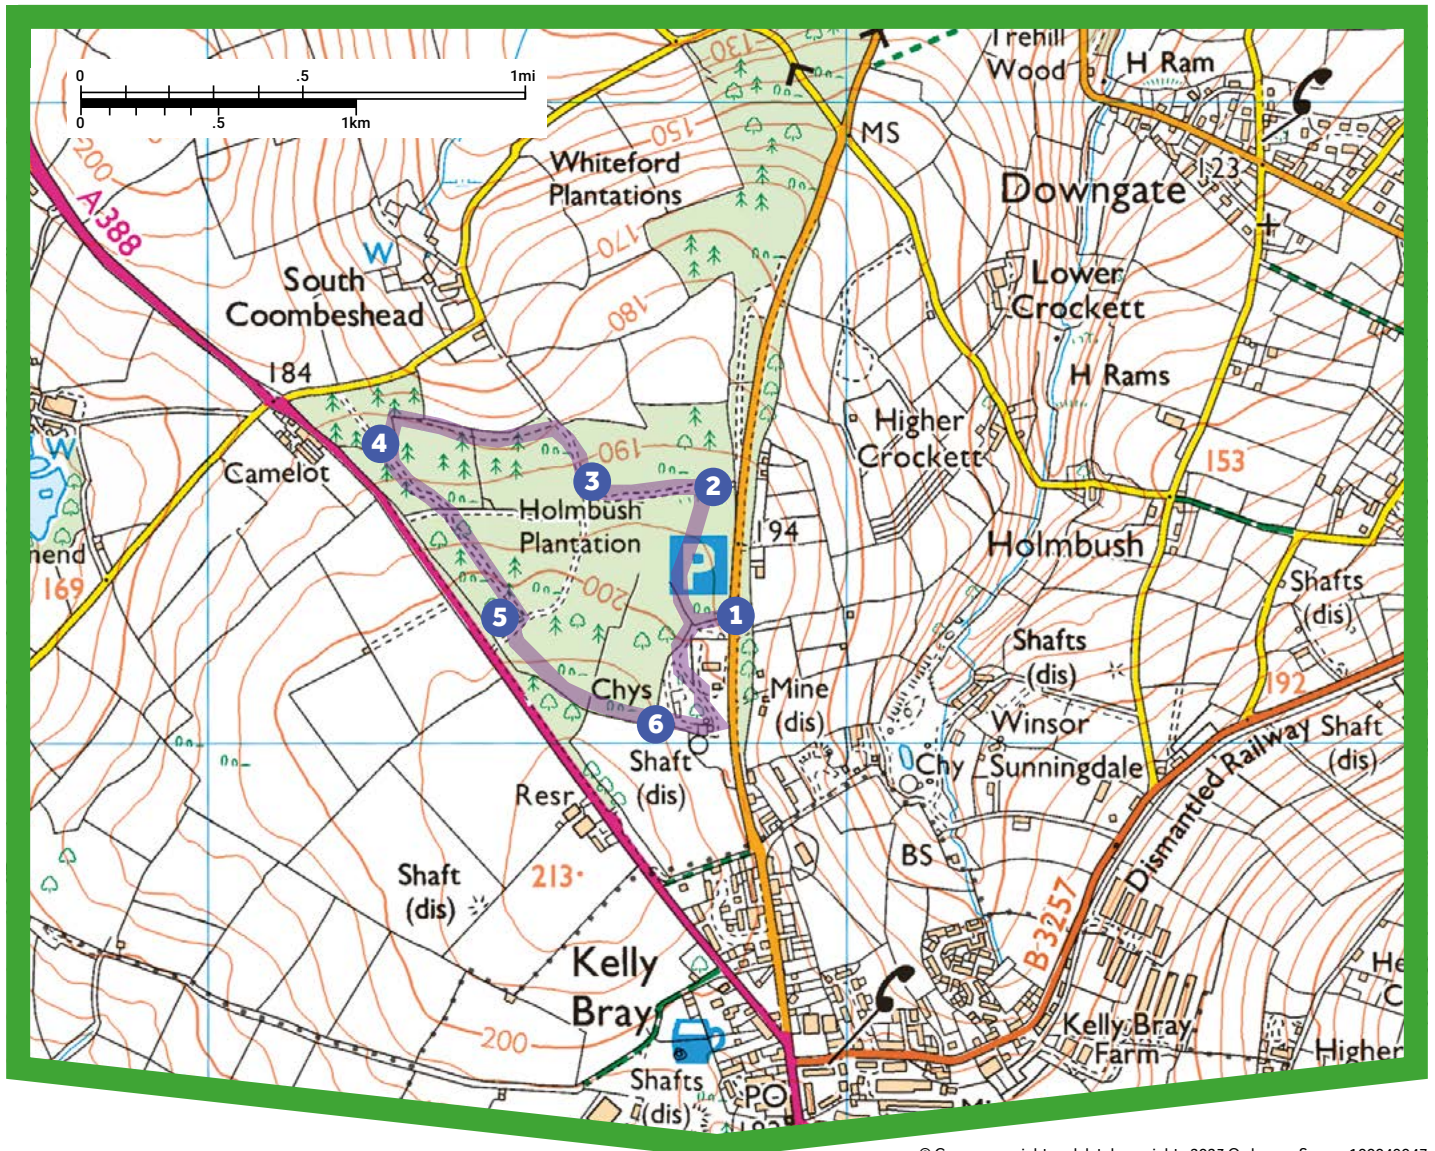 Trehill
Wood
H Ram
0 .5 1mi
0 .5 1km
130
150
MS
200
A388
Whiteford
Plantations
123
Downgate
170
W
South
Coombeshead
Lower
Crockett
180
184
H Rams
4
190
Higher
Crockett
W
Camelot
3
2
153
Holmbush
Plantation
194
Holmbush
mend
169
P
200
Shafts
(dis)
1
5
Shafts
(dis)
Chys
Mine
(dis)
192
6
Winsor
Shaft
(dis)
Shaft
(dis)
Chy
Sunningdale
Dismantled Railway
Resr
BS
213
Shaft
(dis)
B 3257
Kelly
Bray
He
C
200
Kelly Bray
Farm
Higher
Shafts
(dis)
PO